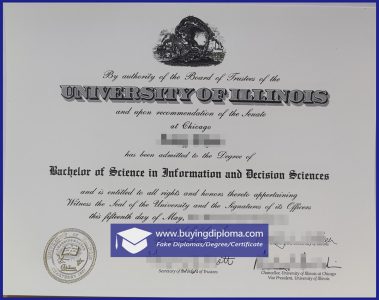 By authority of the Board of Trustees of the
UNIVERSITY OF ILLINOIS
and upon recommendation of the Senate
at Chicago
has been admitted to the Degree of
Bachelor of Science in Information and Decision Sciences
and is entitled to all rights and honors thereto appertaining
Witness the Seal of the University and the Signatures of its Officers
this fifteenth day of May,
www.buyingdiploma.com
Fake Diplomas/Degree/Certificate
Secretary of the Board of Trustees
Chancellor, University of Illinois at Chicago
Vice President, University of Illinois